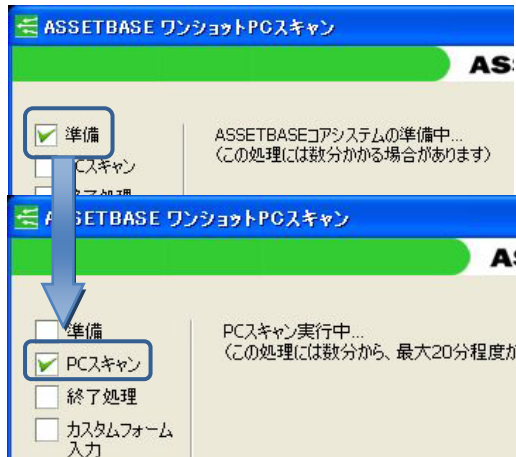 ASSETBASE ワンショットPCスキャン
AS
準備
ASSETBASEコアシステムの準備中...
(この処理には数分かかる場合があります)
PCスキャン
ASSETBASE ワンショットPCスキャン
準備
PCスキャン実行中...
PCスキャン
(この処理には数分から、最大20分程度か
終了処理
カスタムフォーム
入力